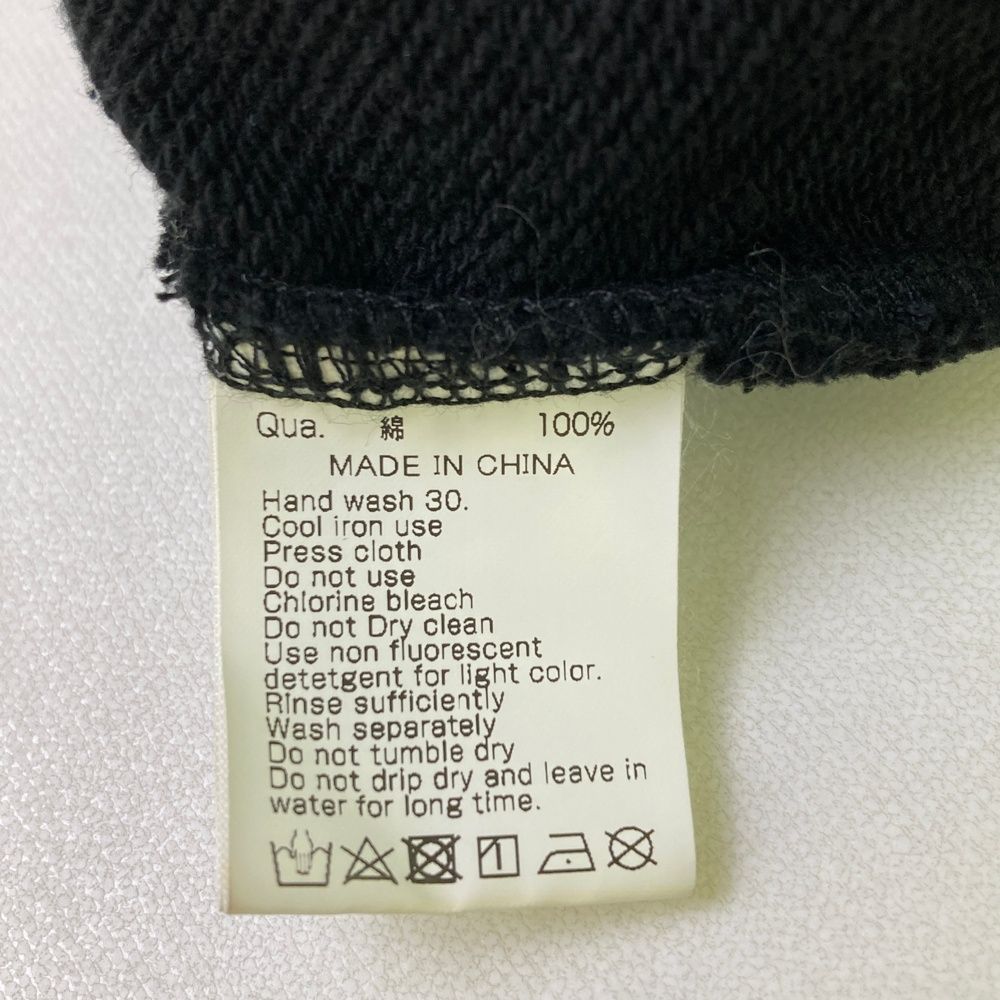 Qua. 綿 100%
MADE IN CHINA
Hand wash 30.
Cool iron use
Press cloth
Do not use
Chlorine bleach
Do not Dry clean
Use non fluorescent
detetgent for light color.
Rinse sufficiently
Wash separately
Do not tumble dry
Do not drip dry and leave in
water for long time.